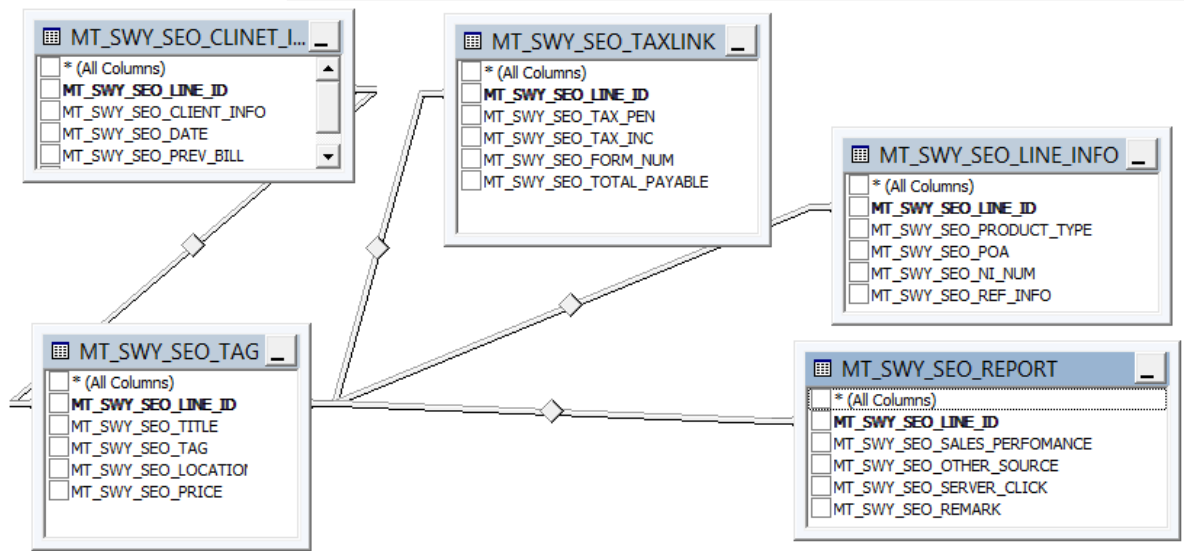 MT_SWY_SEO_CLINET_I...
* (All Columns)
MT_SWY_SEO_LINE_ID
MT_SWY_SEO_CLIENT_INFO
MT_SWY_SEO_DATE
MT_SWY_SEO_PREV_BILL
MT_SWY_SEO_TAXLINK
* (All Columns)
MT_SWY_SEO_LINE_ID
MT_SWY_SEO_TAX_PEN
MT_SWY_SEO_TAX_INC
MT_SWY_SEO_FORM_NUM
MT_SWY_SEO_TOTAL_PAYABLE
MT_SWY_SEO_LINE_INFO
* (All Columns)
MT_SWY_SEO_LINE_ID
MT_SWY_SEO_PRODUCT_TYPE
MT_SWY_SEO_POA
MT_SWY_SEO_NI_NUM
MT_SWY_SEO_REF_INFO
MT_SWY_SEO_TAG
* (All Columns)
MT_SWY_SEO_LINE_ID
MT_SWY_SEO_TITLE
MT_SWY_SEO_TAG
MT_SWY_SEO_LOCATION
MT_SWY_SEO_PRICE
MT_SWY_SEO_REPORT
* (All Columns)
MT_SWY_SEO_LINE_ID
MT_SWY_SEO_SALES_PERFOMANCE
MT_SWY_SEO_OTHER_SOURCE
MT_SWY_SEO_SERVER_CLICK
MT_SWY_SEO_REMARK